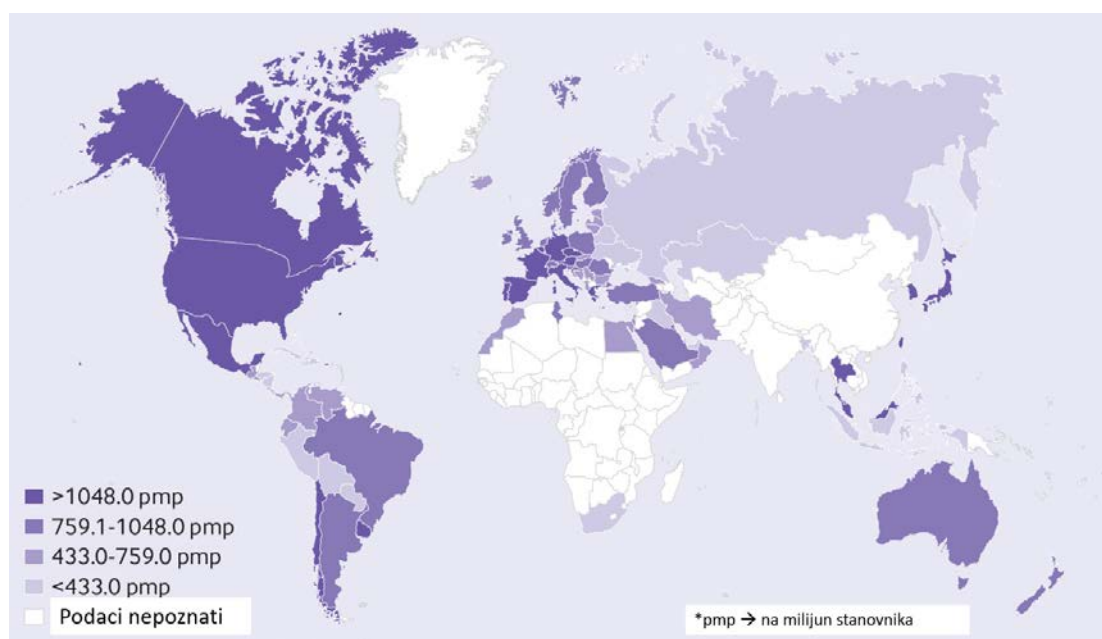 >1048.0 pmp
759.1-1048.0 pmp
433.0-759.0 pmp
<433.0 pmp
Podaci nepoznati
*pmp → na milijun stanovnika